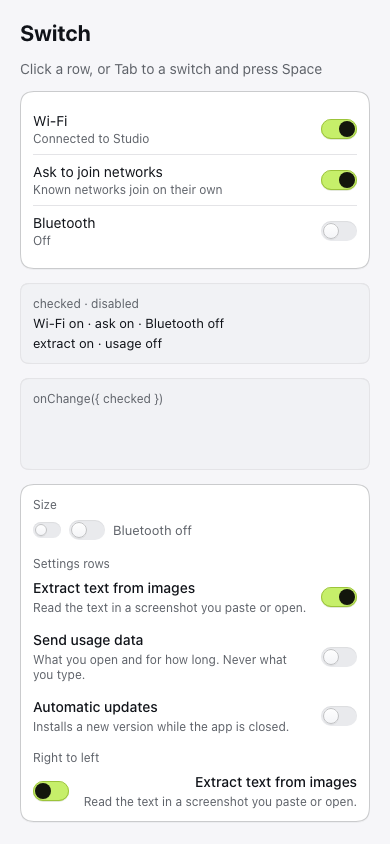 Switch
Click a row, or Tab to a switch and press Space
Wi-Fi
Connected to Studio
Ask to join networks
Known networks join on their own
Bluetooth
Off
checked · disabled
Wi-Fi on · ask on · Bluetooth off
extract on · usage off
onChange({ checked })
Size
Bluetooth off
Settings rows
Extract text from images
Read the text in a screenshot you paste or open.
Send usage data
What you open and for how long. Never what
you type.
Automatic updates
Installs a new version while the app is closed.
Right to left
Extract text from images
Read the text in a screenshot you paste or open.